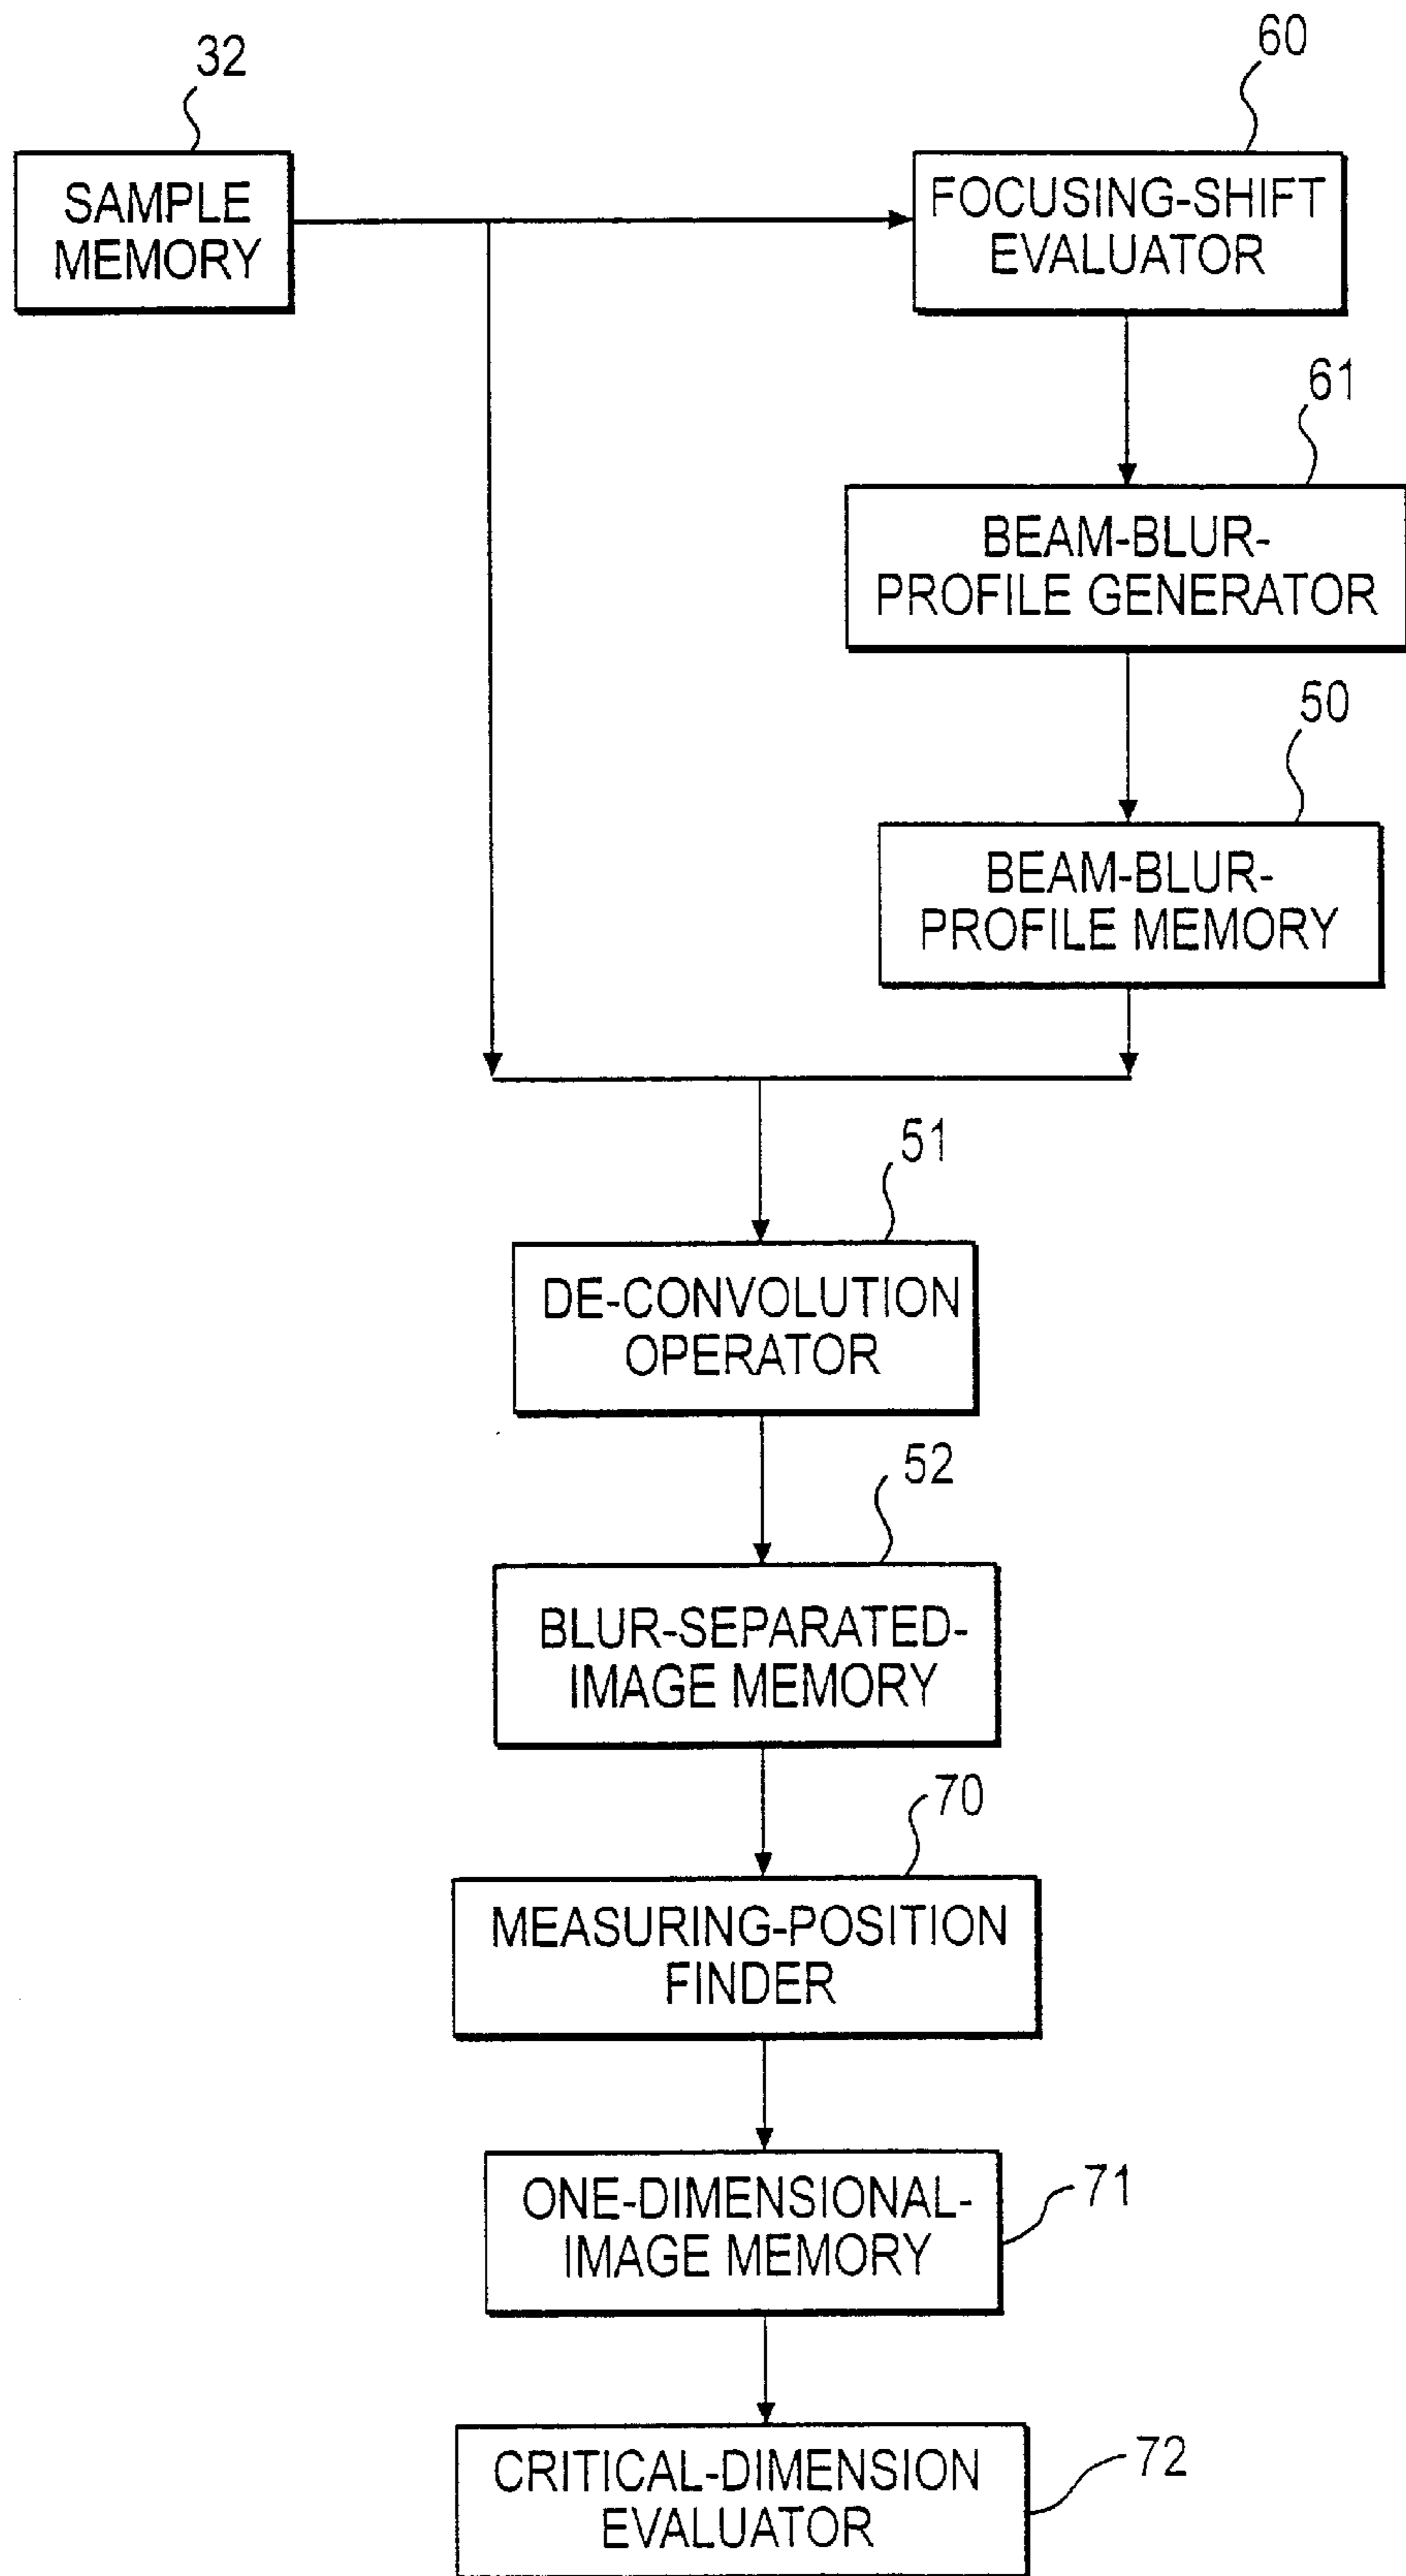 32
SAMPLE
MEMORY
60
FOCUSING-SHIFT
EVALUATOR
61
BEAM-BLUR-
PROFILE GENERATOR
50
BEAM-BLUR-
PROFILE MEMORY
51
DE-CONVOLUTION
OPERATOR
52
BLUR-SEPARATED-
IMAGE MEMORY
70
MEASURING-POSITION
FINDER
ONE-DIMENSIONAL-
IMAGE MEMORY
71
CRITICAL-DIMENSION
EVALUATOR
72